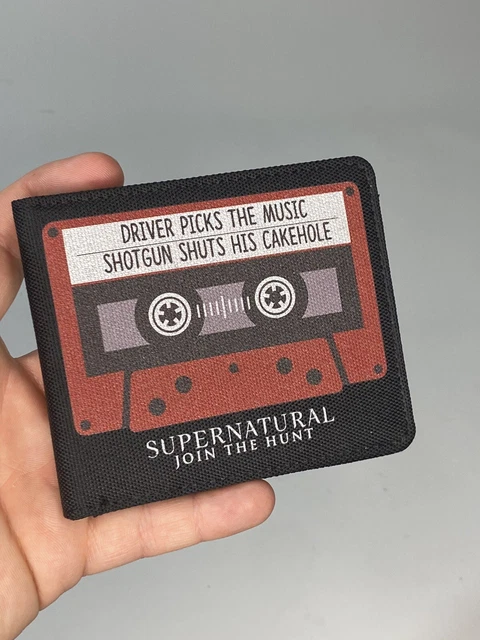 DRIVER PICKS THE MUSIC
SHOTGUN SHUTS HIS CAKEHOLE
SUPERNATURAL
JOIN THE HUNT